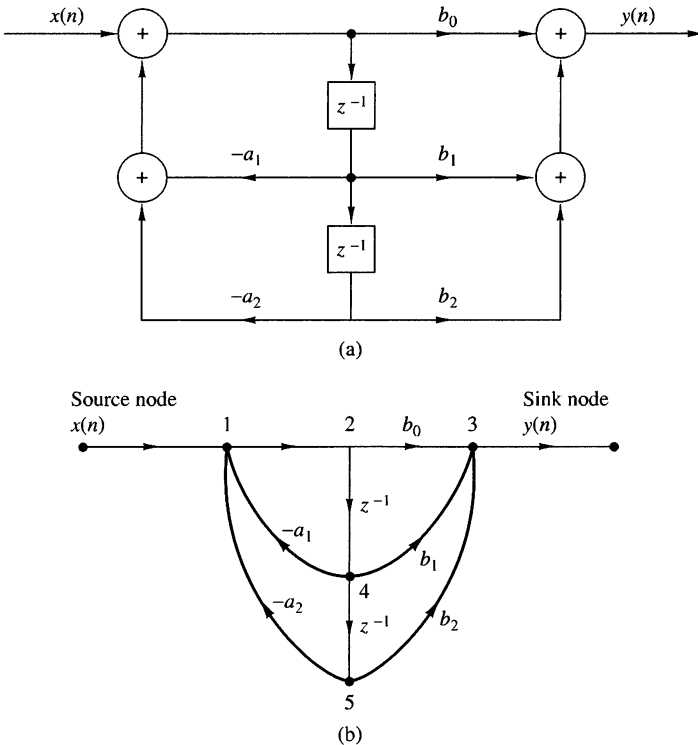 x(n) + b₀ + y(n)
z⁻¹
+ −a₁ b₁ +
z⁻¹
−a₂ b₂
(a)
Source node Sink node
x(n) 1 2 b₀ 3 y(n)
z⁻¹
−a₁ b₁
4
−a₂ z⁻¹ b₂
5
(b)